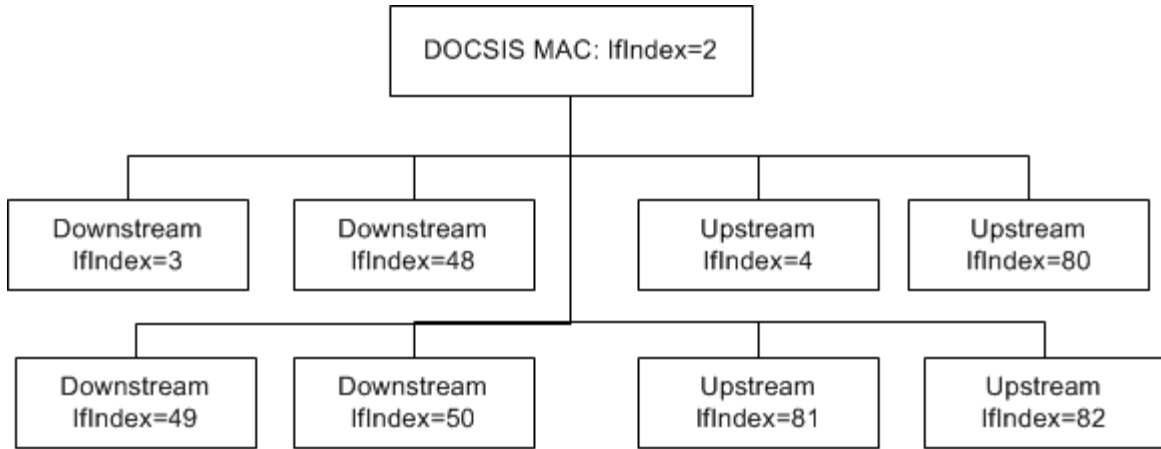 DOCSIS MAC: IfIndex=2
Downstream
IfIndex=3
Downstream
IfIndex=48
Upstream
IfIndex=4
Upstream
IfIndex=80
Downstream
IfIndex=49
Downstream
IfIndex=50
Upstream
IfIndex=81
Upstream
IfIndex=82